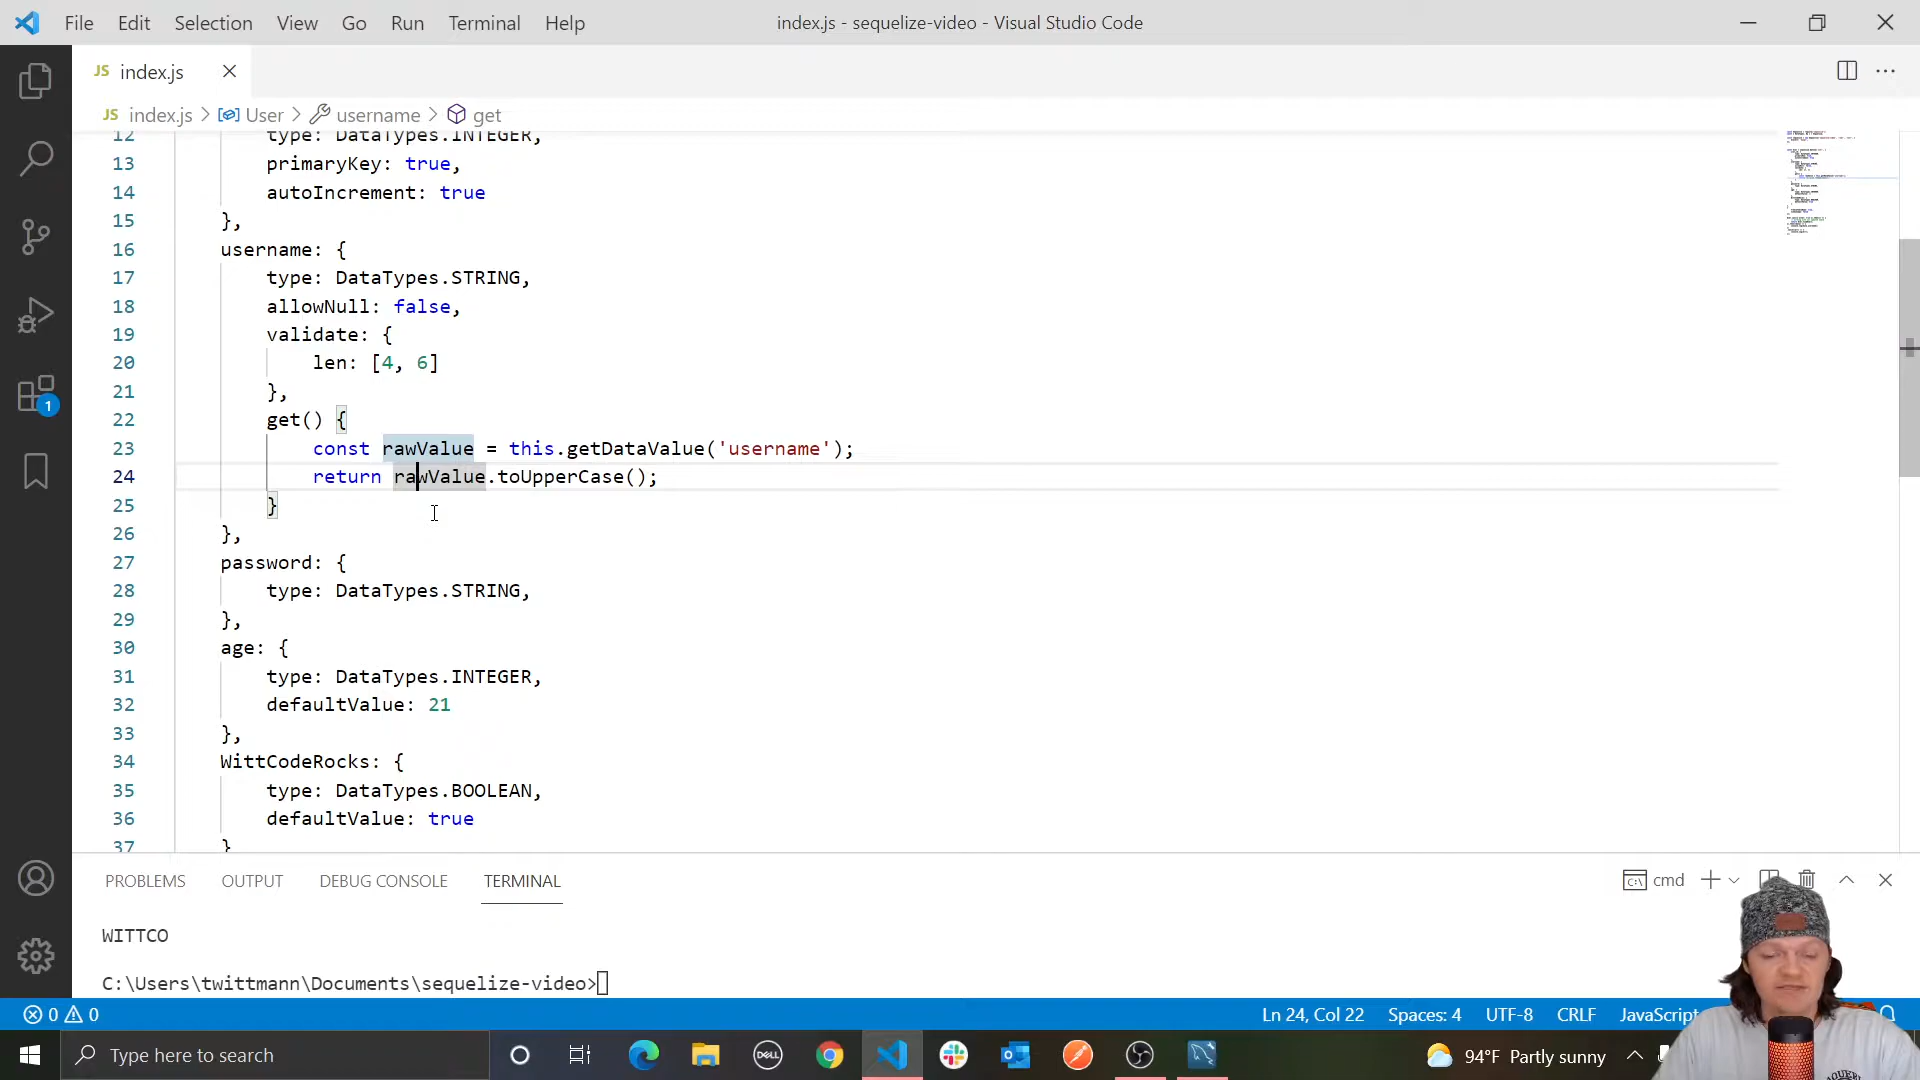 File Edit Selection View Go Run Terminal Help
index.js - sequelize-video - Visual Studio Code
JS index.js
JS index.js > User > username > get
12 type: DataTypes.INTEGER,
13 primaryKey: true,
14 autoIncrement: true
15 },
16 username: {
17 type: DataTypes.STRING,
18 allowNull: false,
19 validate: {
20 len: [4, 6]
21 },
22 get() {
23 const rawValue = this.getDataValue('username');
24 return rawValue.toUpperCase();
25 }
26 },
27 password: {
28 type: DataTypes.STRING,
29 },
30 age: {
31 type: DataTypes.INTEGER,
32 defaultValue: 21
33 },
34 WittCodeRocks: {
35 type: DataTypes.BOOLEAN,
36 defaultValue: true
37 }
1
PROBLEMS OUTPUT DEBUG CONSOLE TERMINAL
cmd
WITTCO
C:\Users\twittmann\Documents\sequelize-video>
0 0
Ln 24, Col 22 Spaces: 4 UTF-8 CRLF JavaScript
Type here to search
DELL
94°F Partly sunny